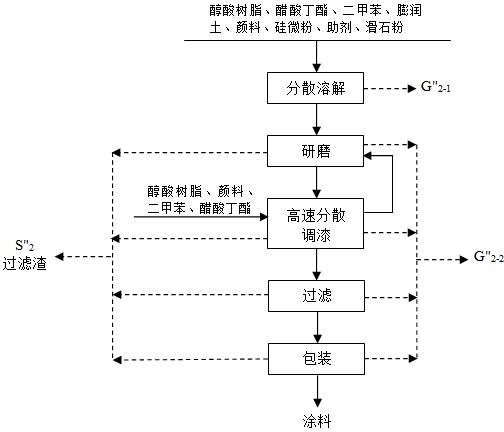 醇酸树脂、醋酸丁酯、二甲苯、膨润
土、颜料、硅微粉、助剂、滑石粉
分散溶解
G"2-1
研磨
醇酸树脂、颜料、
二甲苯、醋酸丁酯
高速分散
调漆
S"2
过滤渣
G"2-2
过滤
包装
涂料